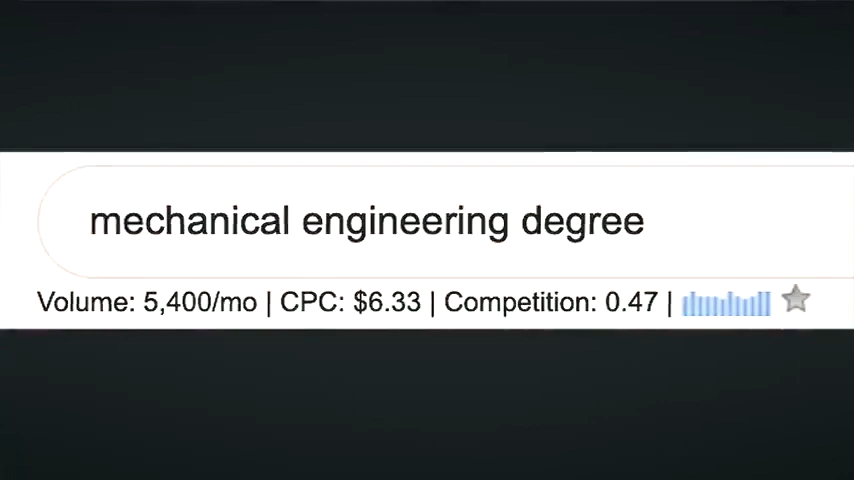 mechanical engineering degree
Volume: 5,400/mo | CPC: $6.33 | Competition: 0.47 |